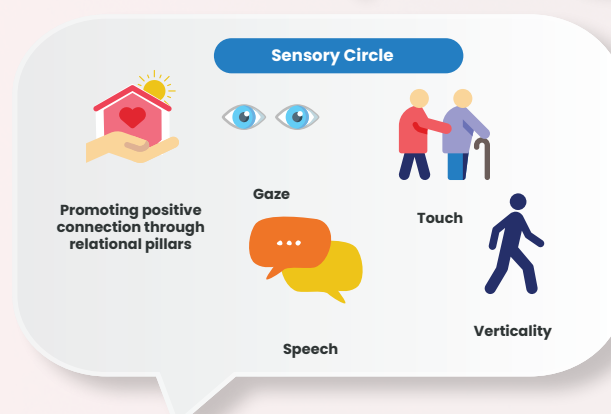 Sensory Circle
Promoting positive
connection through
relational pillars
Gaze
Touch
Speech
Verticality